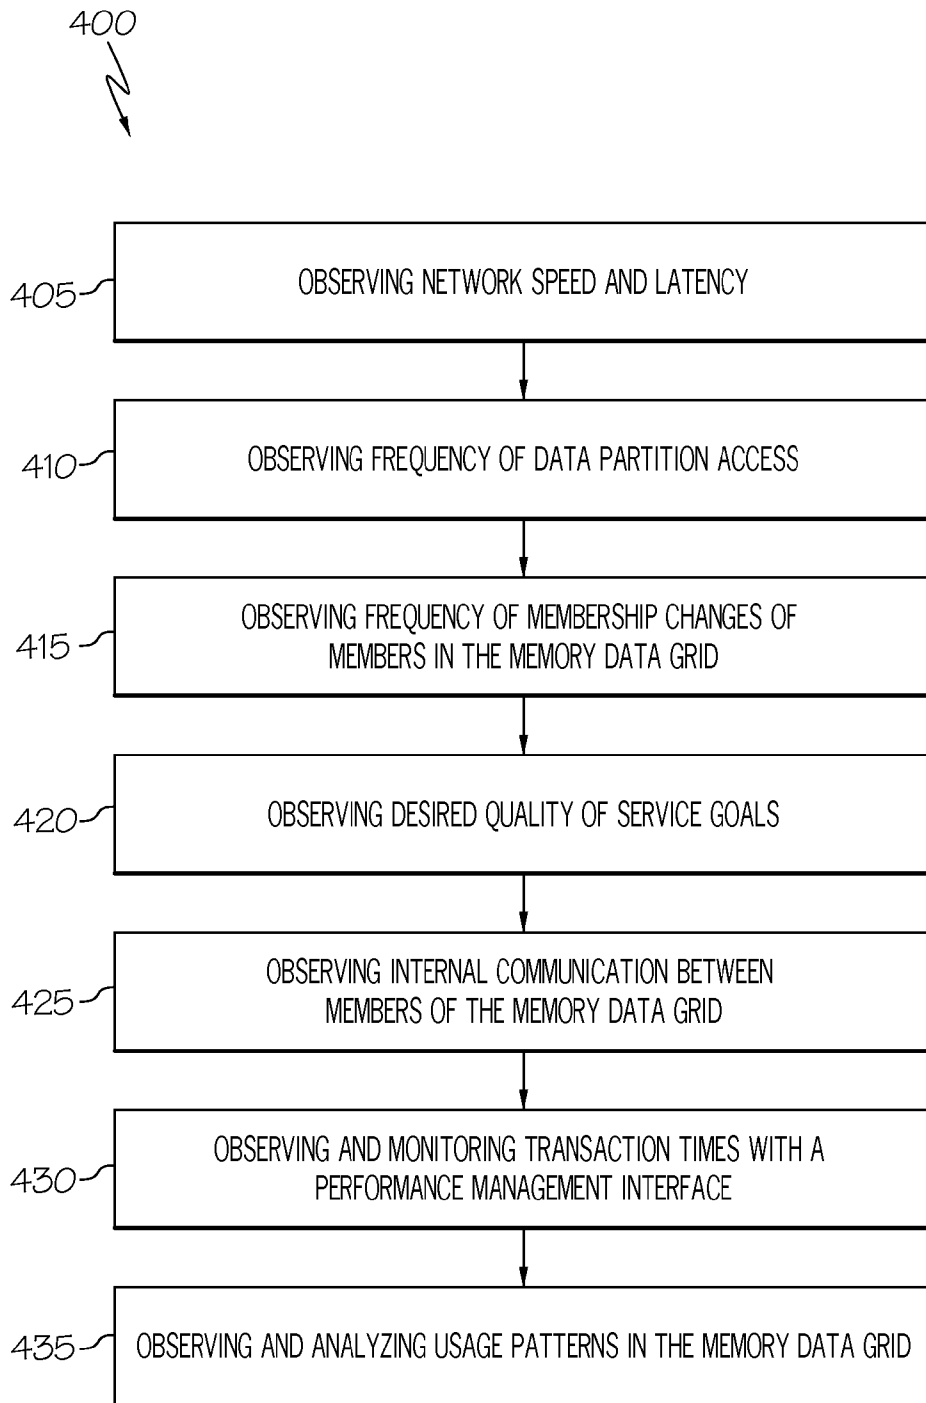 400
405
OBSERVING NETWORK SPEED AND LATENCY
410
OBSERVING FREQUENCY OF DATA PARTITION ACCESS
415
OBSERVING FREQUENCY OF MEMBERSHIP CHANGES OF
MEMBERS IN THE MEMORY DATA GRID
420
OBSERVING DESIRED QUALITY OF SERVICE GOALS
425
OBSERVING INTERNAL COMMUNICATION BETWEEN
MEMBERS OF THE MEMORY DATA GRID
430
OBSERVING AND MONITORING TRANSACTION TIMES WITH A
PERFORMANCE MANAGEMENT INTERFACE
435
OBSERVING AND ANALYZING USAGE PATTERNS IN THE MEMORY DATA GRID